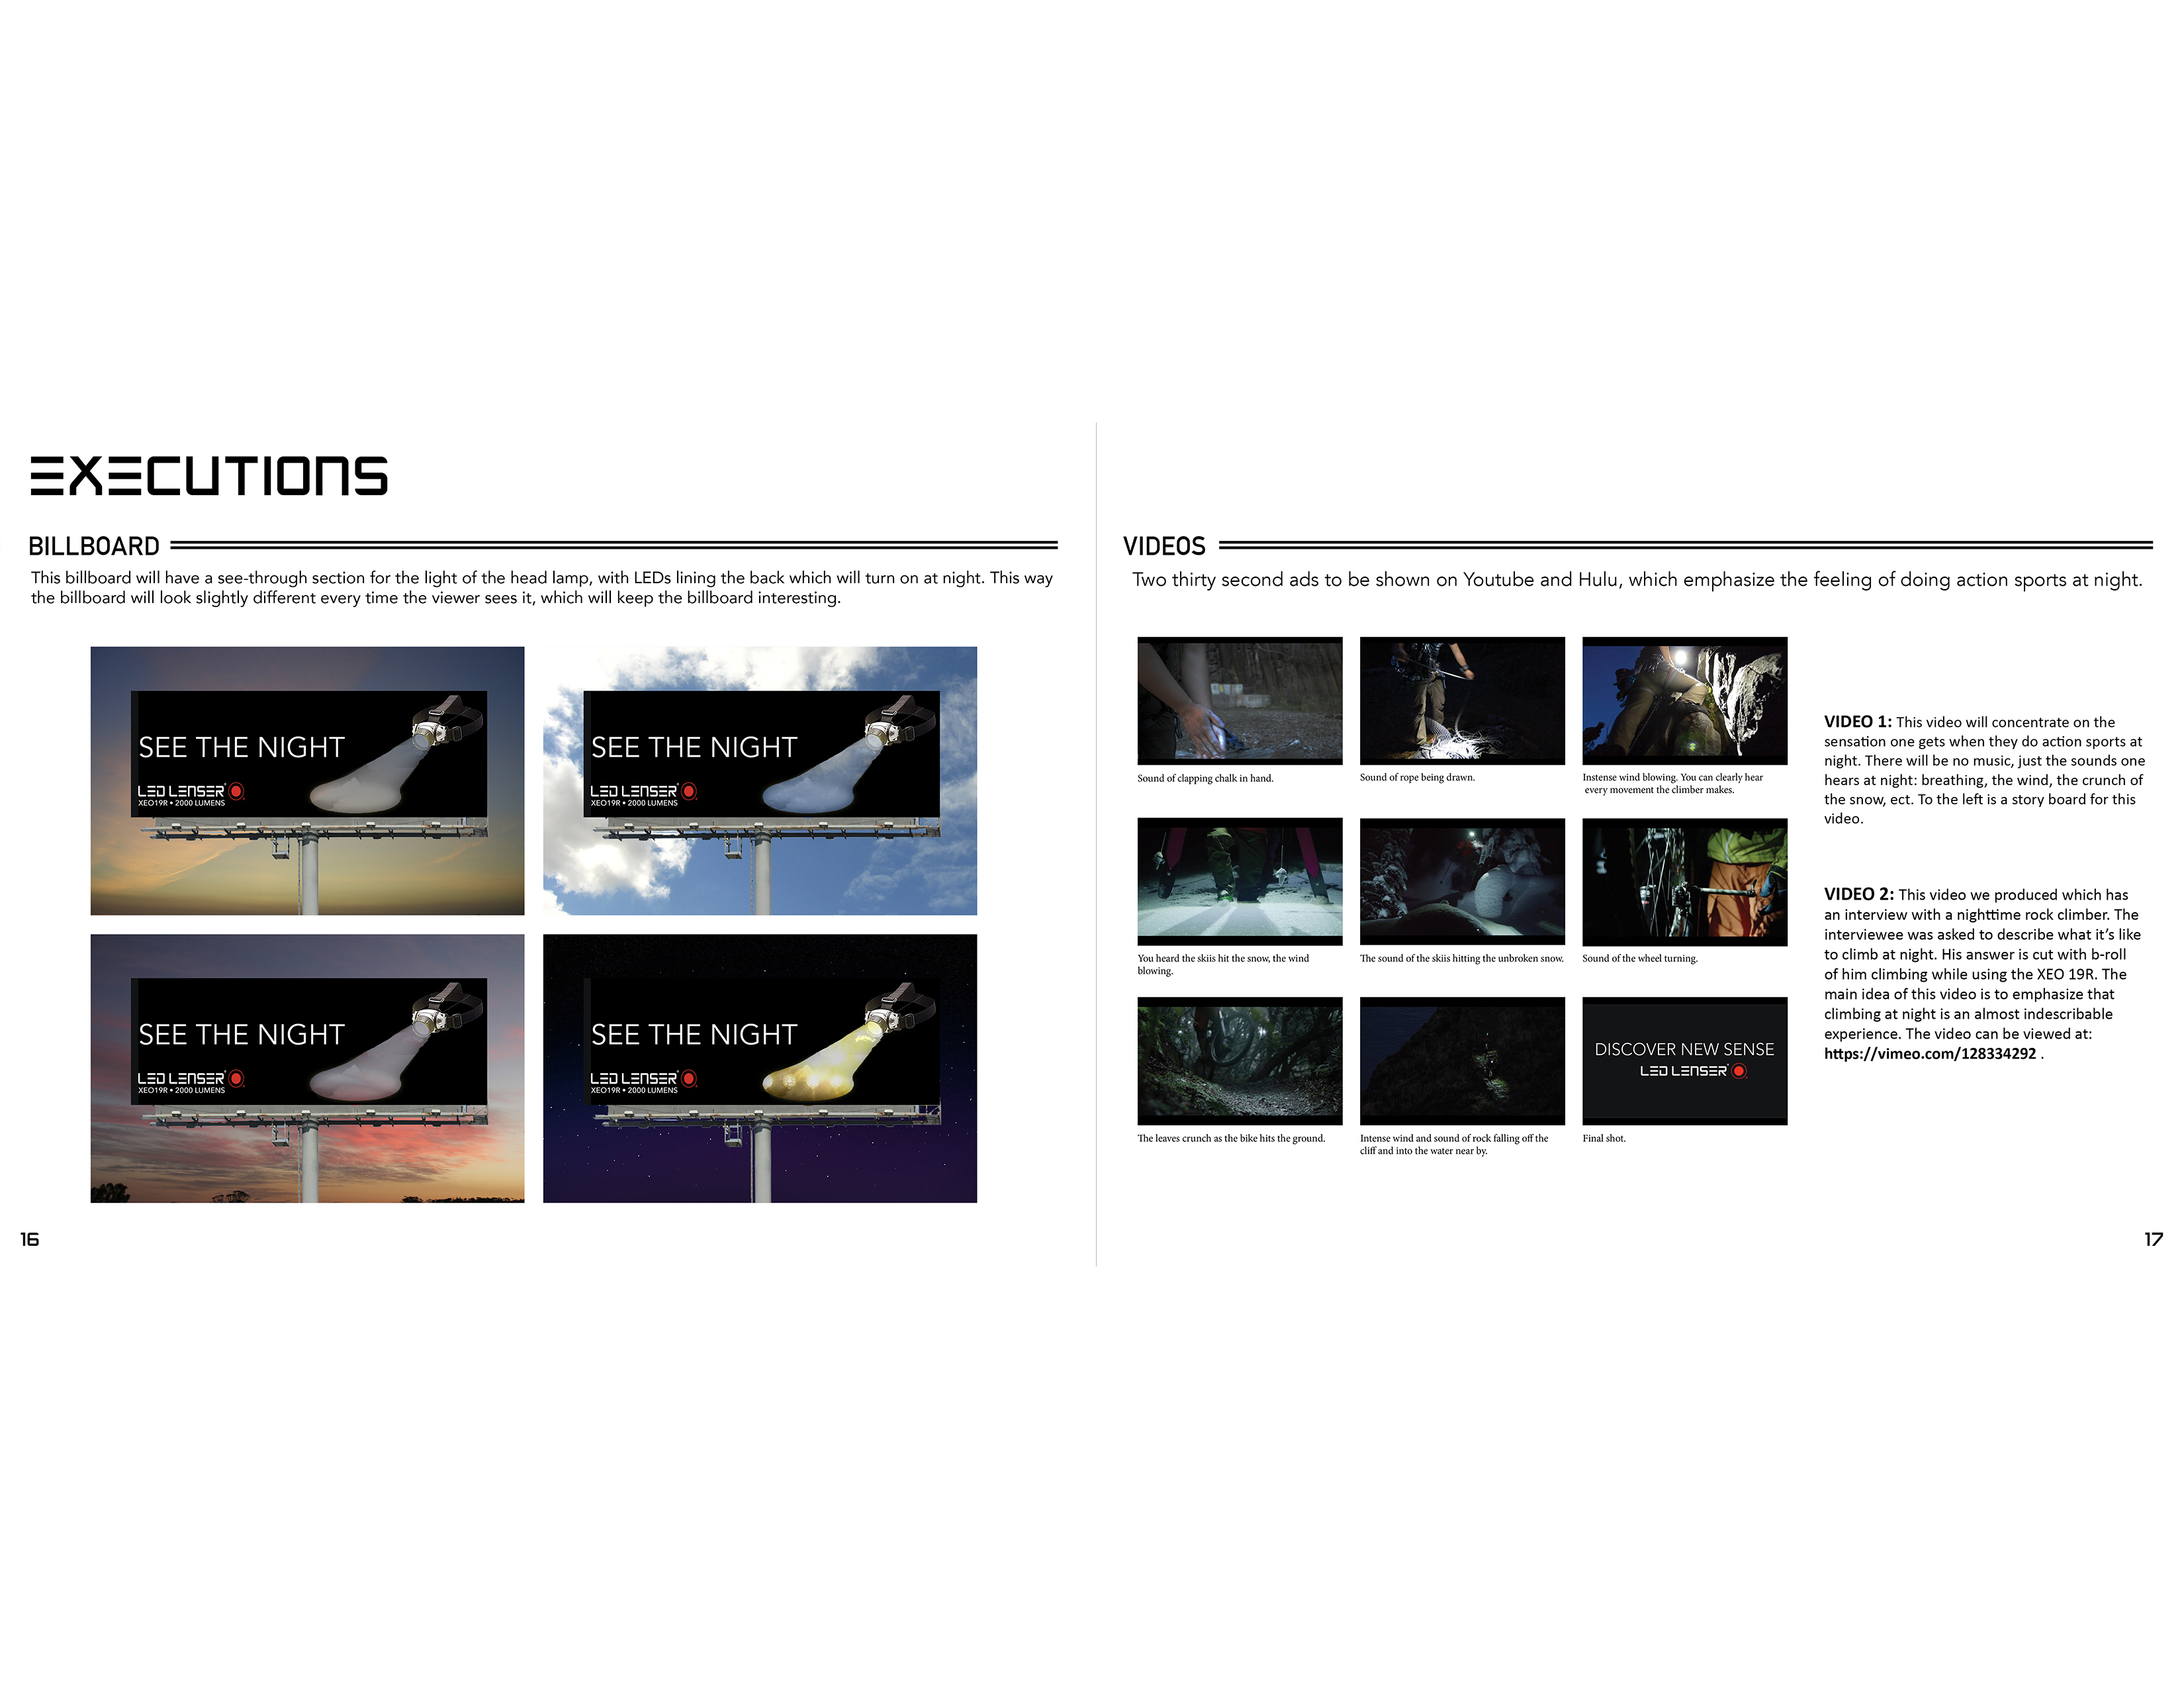 EXECUTIONS
BILLBOARD
This billboard will have a see-through section for the light of the head lamp, with LEDs lining the back which will turn on at night. This way
the billboard will look slightly different every time the viewer sees it, which will keep the billboard interesting.
SEE THE NIGHT
LED LENSER
XEO19R • 2000 LUMENS
SEE THE NIGHT
LED LENSER
XEO19R • 2000 LUMENS
SEE THE NIGHT
LED LENSER
XEO19R • 2000 LUMENS
SEE THE NIGHT
LED LENSER
XEO19R • 2000 LUMENS
16
VIDEOS
Two thirty second ads to be shown on Youtube and Hulu, which emphasize the feeling of doing action sports at night.
Sound of clapping chalk in hand.
Sound of rope being drawn.
Instense wind blowing. You can clearly hear
every movement the climber makes.
You heard the skiis hit the snow, the wind
blowing.
The sound of the skiis hitting the unbroken snow.
Sound of the wheel turning.
The leaves crunch as the bike hits the ground.
Intense wind and sound of rock falling off the
cliff and into the water near by.
DISCOVER NEW SENSE
LED LENSER
Final shot.
VIDEO 1: This video will concentrate on the
sensation one gets when they do action sports at
night. There will be no music, just the sounds one
hears at night: breathing, the wind, the crunch of
the snow, ect. To the left is a story board for this
video.
VIDEO 2: This video we produced which has
an interview with a nighttime rock climber. The
interviewee was asked to describe what it's like
to climb at night. His answer is cut with b-roll
of him climbing while using the XEO 19R. The
main idea of this video is to emphasize that
climbing at night is an almost indescribable
experience. The video can be viewed at:
https://vimeo.com/128334292 .
17